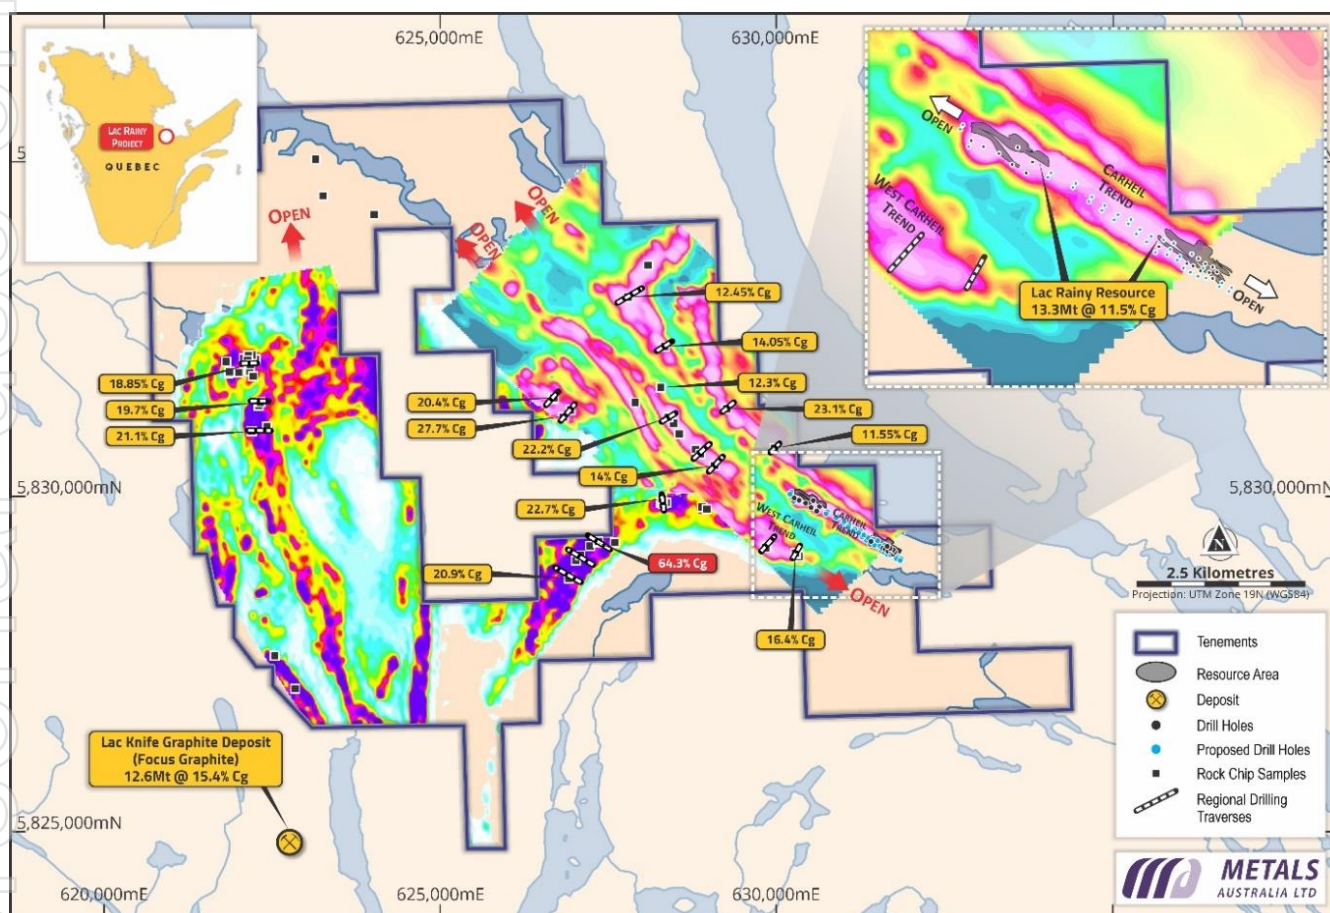 625,000mE
630,000mE
LAC RAINY
PROJECT
QUEBEC
OPEN
OPEN
OPEN
OPEN
CARHEIL
TREND
WEST CARHEIL
TREND
Lac Rainy Resource
13.3Mt @ 11.5% Cg
OPEN
12.45% Cg
14.05% Cg
18.85% Cg
12.3% Cg
19.7% Cg
20.4% Cg
23.1% Cg
21.1% Cg
27.7% Cg
22.2% Cg
11.55% Cg
14% Cg
5,830,000mN
5,830,000mN
22.7% Cg
WEST CARHEIL
TREND
CARHEIL
TREND
64.3% Cg
20.9% Cg
OPEN
16.4% Cg
N
2.5 Kilometres
Projection: UTM Zone 19N (WGS84)
Tenements
Resource Area
Deposit
Drill Holes
Proposed Drill Holes
Rock Chip Samples
Regional Drilling
Traverses
Lac Knife Graphite Deposit
(Focus Graphite)
12.6Mt @ 15.4% Cg
5,825,000mN
620,000mE
625,000mE
630,000mE
METALS
AUSTRALIA LTD